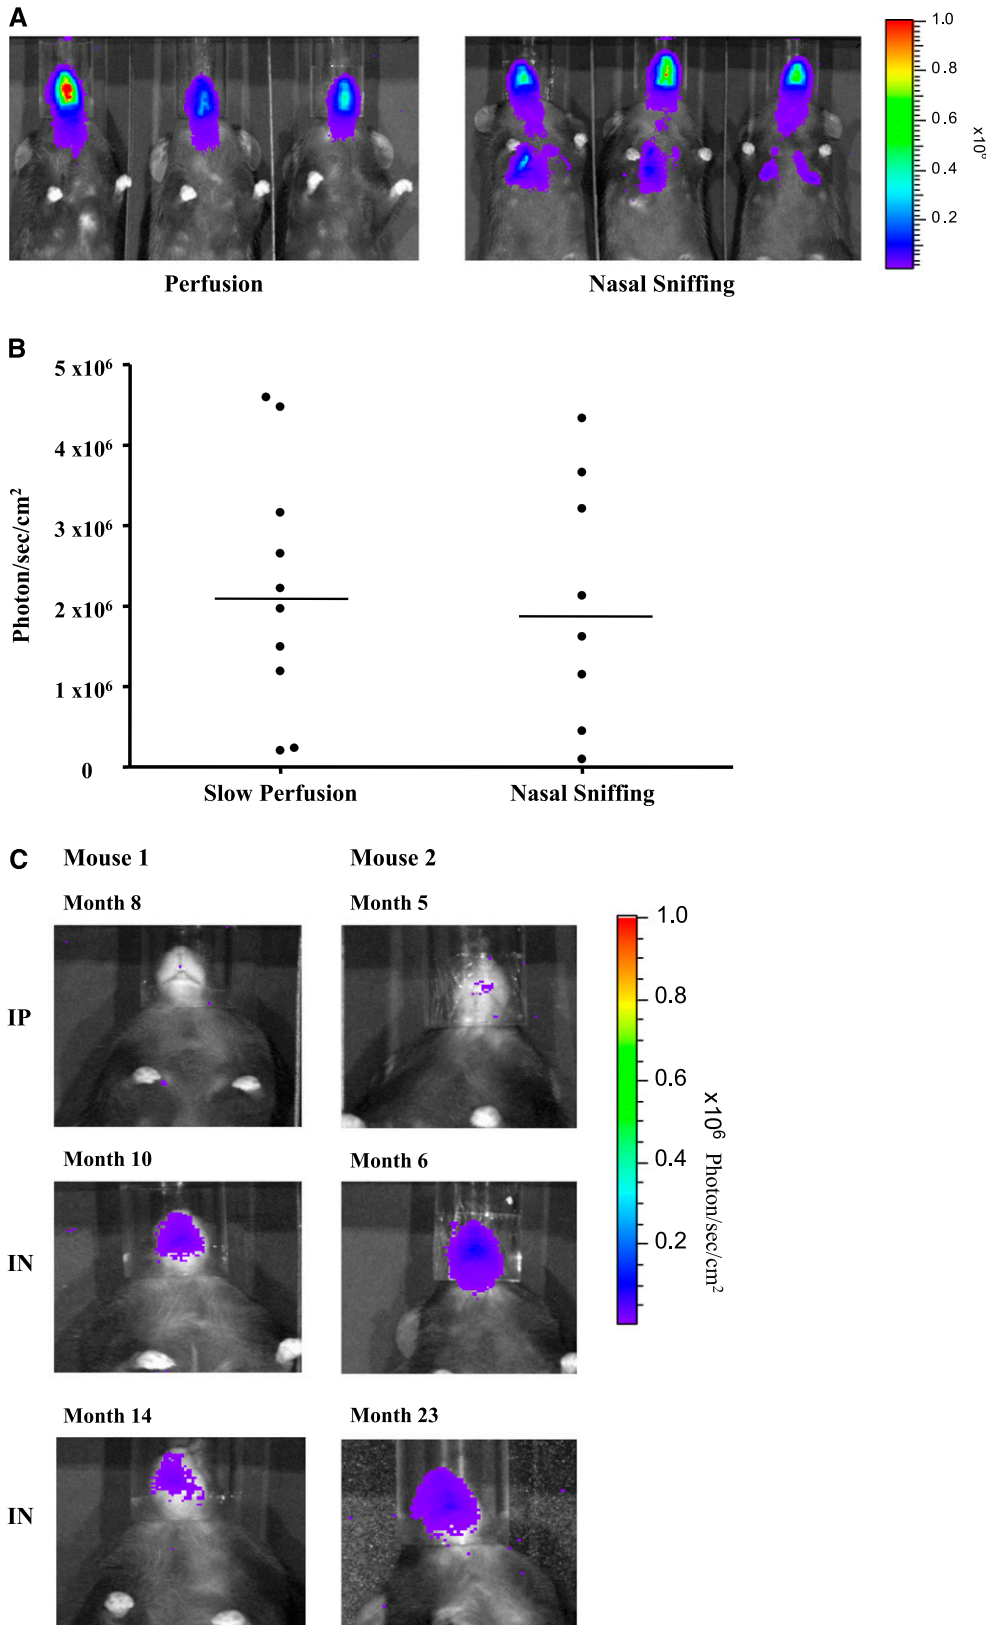 A
1.0
0.8
0.6
0.4
0.2
Perfusion
Nasal Sniffing
B
Photon/sec/cm²
5 x10⁶
4 x10⁶
3 x10⁶
2 x10⁶
1 x10⁶
0
Slow Perfusion
Nasal Sniffing
C
Mouse 1
Mouse 2
Month 8
Month 5
IP
Month 10
Month 6
IN
Month 14
Month 23
IN
1.0
0.8
0.6
0.4
0.2
x10⁶ Photon/sec/cm²